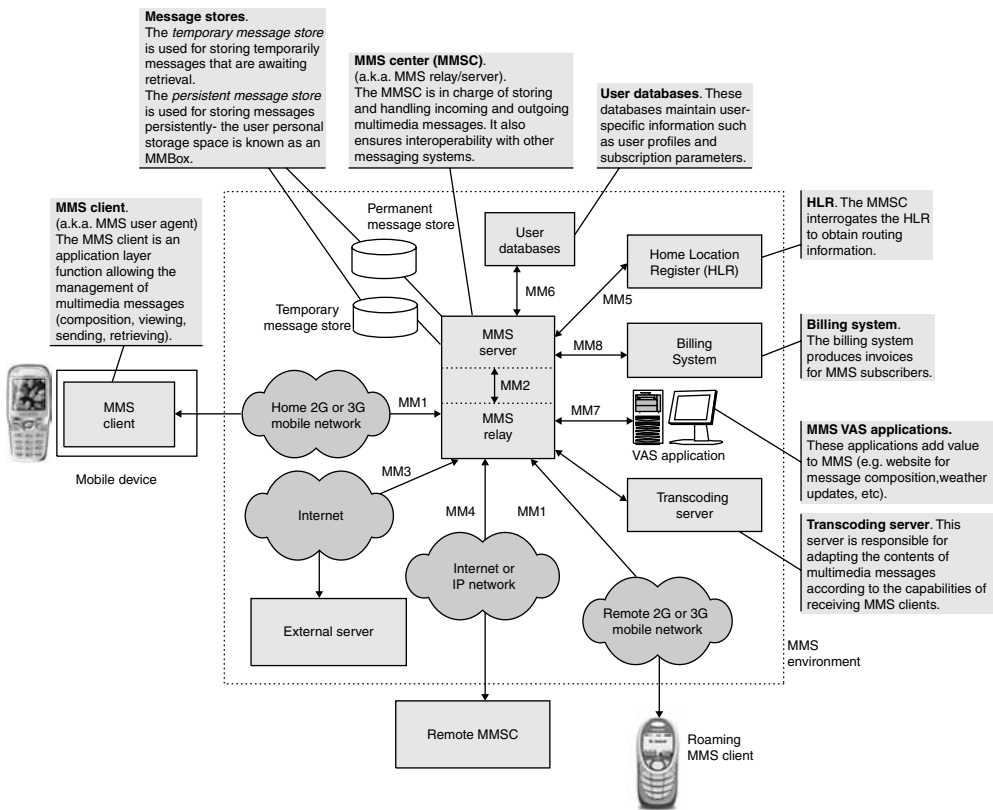 Message stores.
The temporary message store
is used for storing temporarily
messages that are awaiting
retrieval.
The persistent message store
is used for storing messages
persistently- the user personal
storage space is known as an
MMBox.
MMS center (MMSC).
(a.k.a. MMS relay/server).
The MMSC is in charge of storing
and handling incoming and outgoing
multimedia messages. It also
ensures interoperability with other
messaging systems.
User databases. These
databases maintain user-
specific information such
as user profiles and
subscription parameters.
MMS client.
(a.k.a. MMS user agent)
The MMS client is an
application layer
function allowing the
management of
multimedia messages
(composition, viewing,
sending, retrieving).
HLR. The MMSC
interrogates the HLR
to obtain routing
information.
Permanent
message store
User
databases
Home Location
Register (HLR)
MM6
MM5
Temporary
message store
MMS
server
MM8
Billing
System
Billing system.
The billing system
produces invoices
for MMS subscribers.
MM2
MMS
client
Mobile device
Home 2G or 3G
mobile network
MM1
MMS
relay
MM7
VAS application
MMS VAS applications.
These applications add value
to MMS (e.g. website for
message composition,weather
updates, etc).
MM3
Internet
MM4
MM1
Transcoding
server
Transcoding server. This
server is responsible for
adapting the contents of
multimedia messages
according to the capabilities of
receiving MMS clients.
Internet or
IP network
External server
Remote 2G or 3G
mobile network
MMS
environment
Remote MMSC
Roaming
MMS client